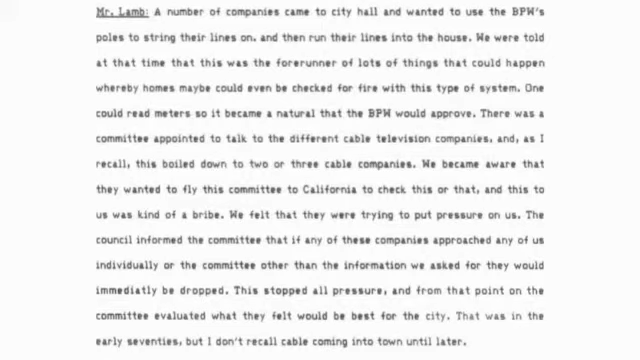 Mr. Lamb: A number of companies came to city hall and wanted to use the BPW's
poles to string their lines on, and then run their lines into the house. We were told
at that time that this was the forerunner of lots of things that could happen
whereby homes maybe could even be checked for fire with this type of system. One
could read meters so it became a natural that the BPW would approve. There was a
committee appointed to talk to the different cable television companies, and, as I
recall, this boiled down to two or three cable companies. We became aware that
they wanted to fly this committee to California to check this or that, and this to
us was kind of a bribe. We felt that they were trying to put pressure on us. The
council informed the committee that if any of these companies approached any of us
individually or the committee other than the information we asked for they would
immediatly be dropped. This stopped all pressure, and from that point on the
committee evaluated what they felt would be best for the city. That was in the
early seventies, but I don't recall cable coming into town until later.